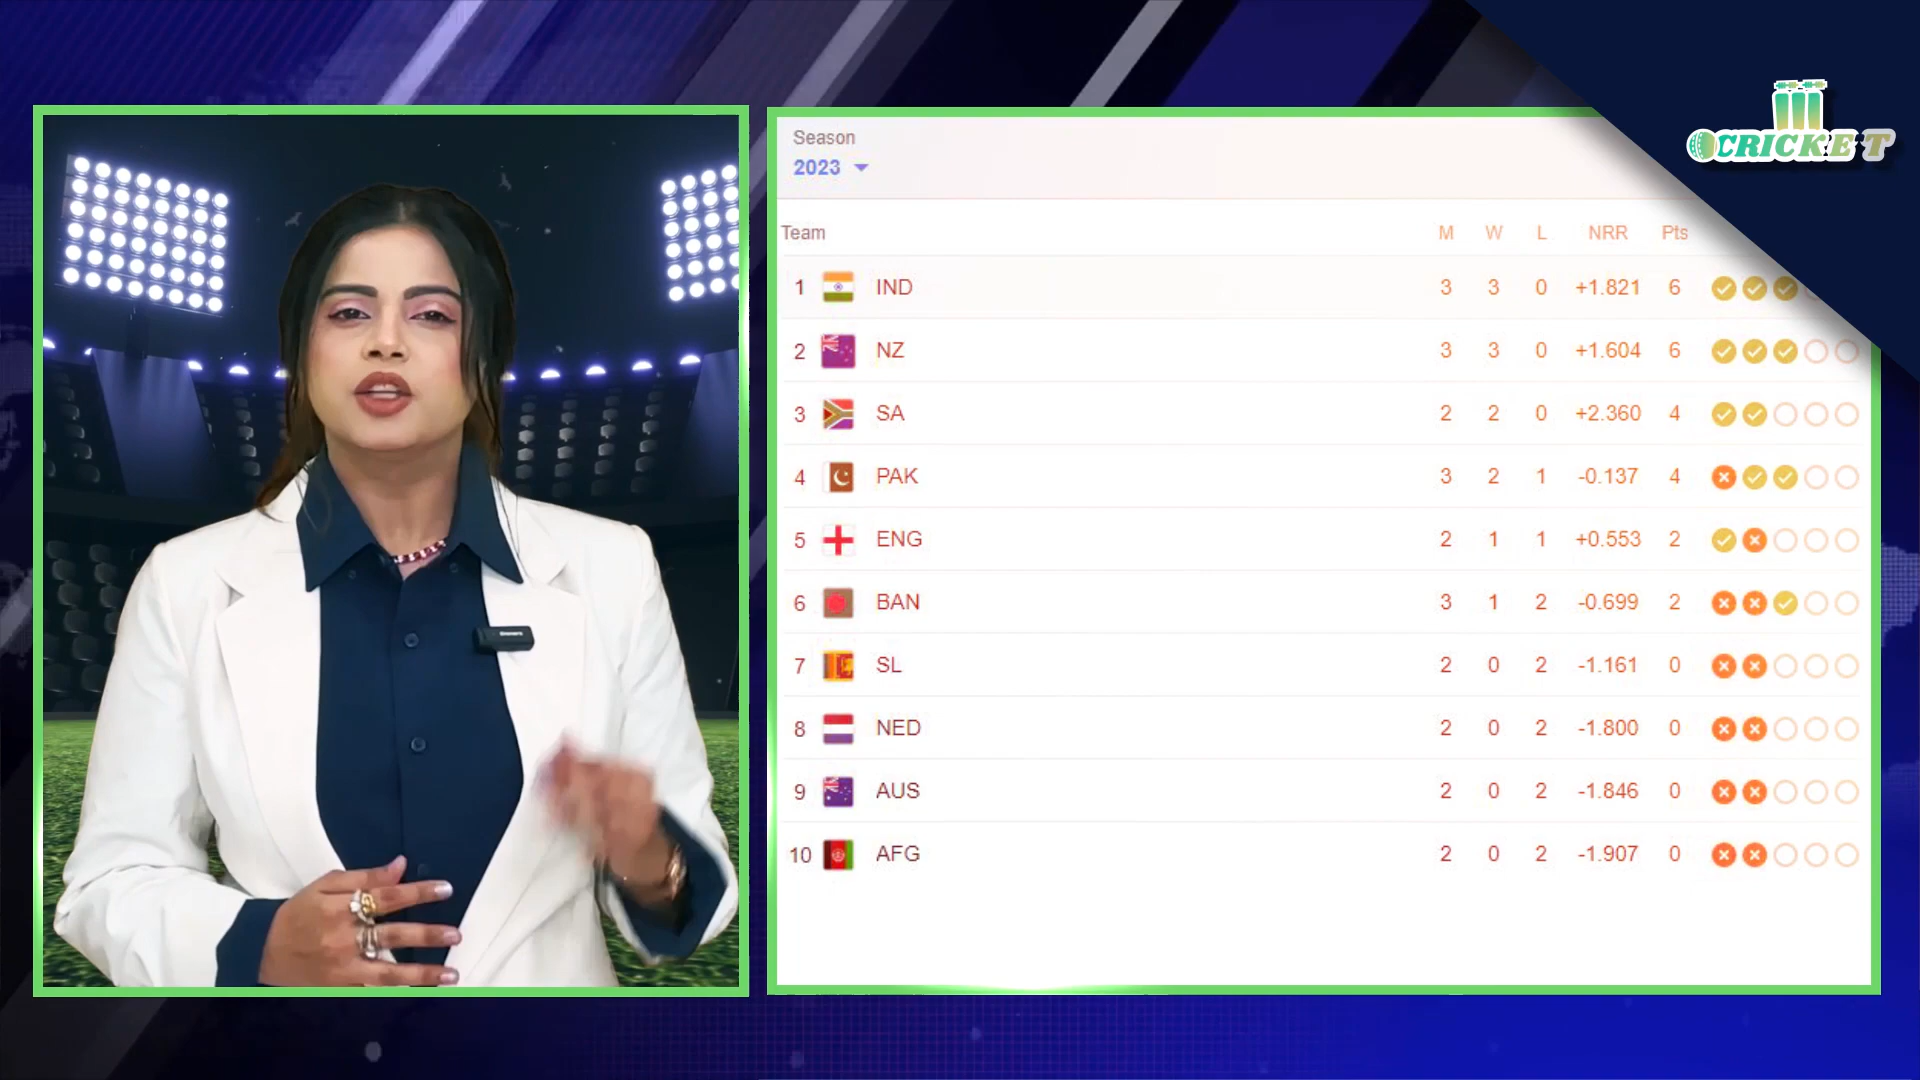 CRICKET
Season
2023
Team M W L NRR Pts
1 IND 3 3 0 +1.821 6
2 NZ 3 3 0 +1.604 6
3 SA 2 2 0 +2.360 4
4 PAK 3 2 1 -0.137 4
5 ENG 2 1 1 +0.553 2
6 BAN 3 1 2 -0.699 2
7 SL 2 0 2 -1.161 0
8 NED 2 0 2 -1.800 0
9 AUS 2 0 2 -1.846 0
10 AFG 2 0 2 -1.907 0